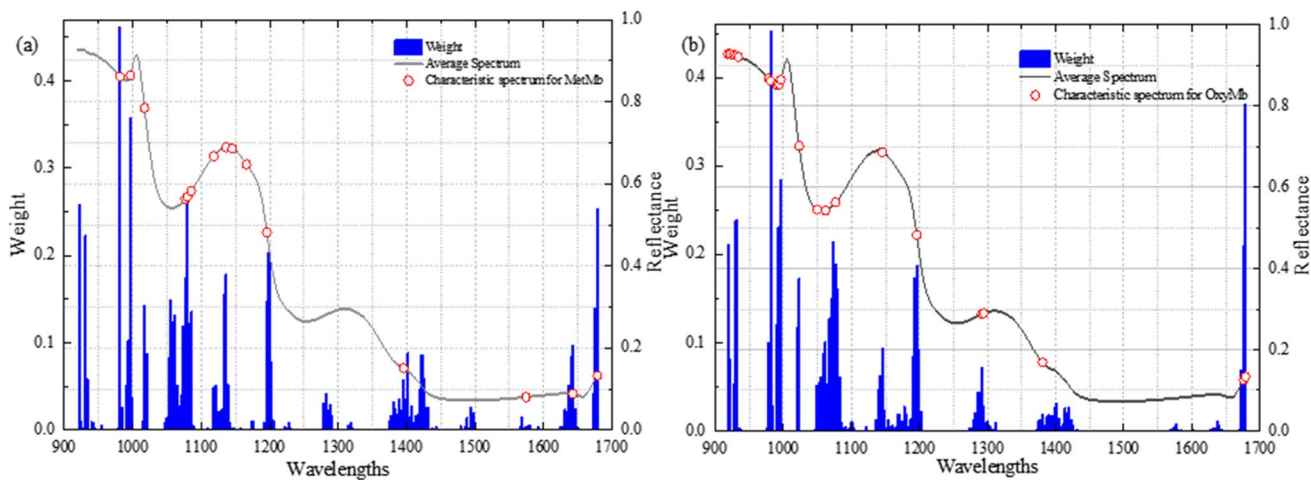 (a)
Weight
Average Spectrum
Characteristic spectrum for MetMb
0.4
0.3
0.2
0.1
0.0
Weight
1.0
0.8
0.6
0.4
0.2
0.0
Reflectance
900 1000 1100 1200 1300 1400 1500 1600 1700
Wavelengths
(b)
Weight
Average Spectrum
Characteristic spectrum for OxyMb
0.4
0.3
0.2
0.1
0.0
Weight
1.0
0.8
0.6
0.4
0.2
0.0
Reflectance
900 1000 1100 1200 1300 1400 1500 1600 1700
Wavelengths